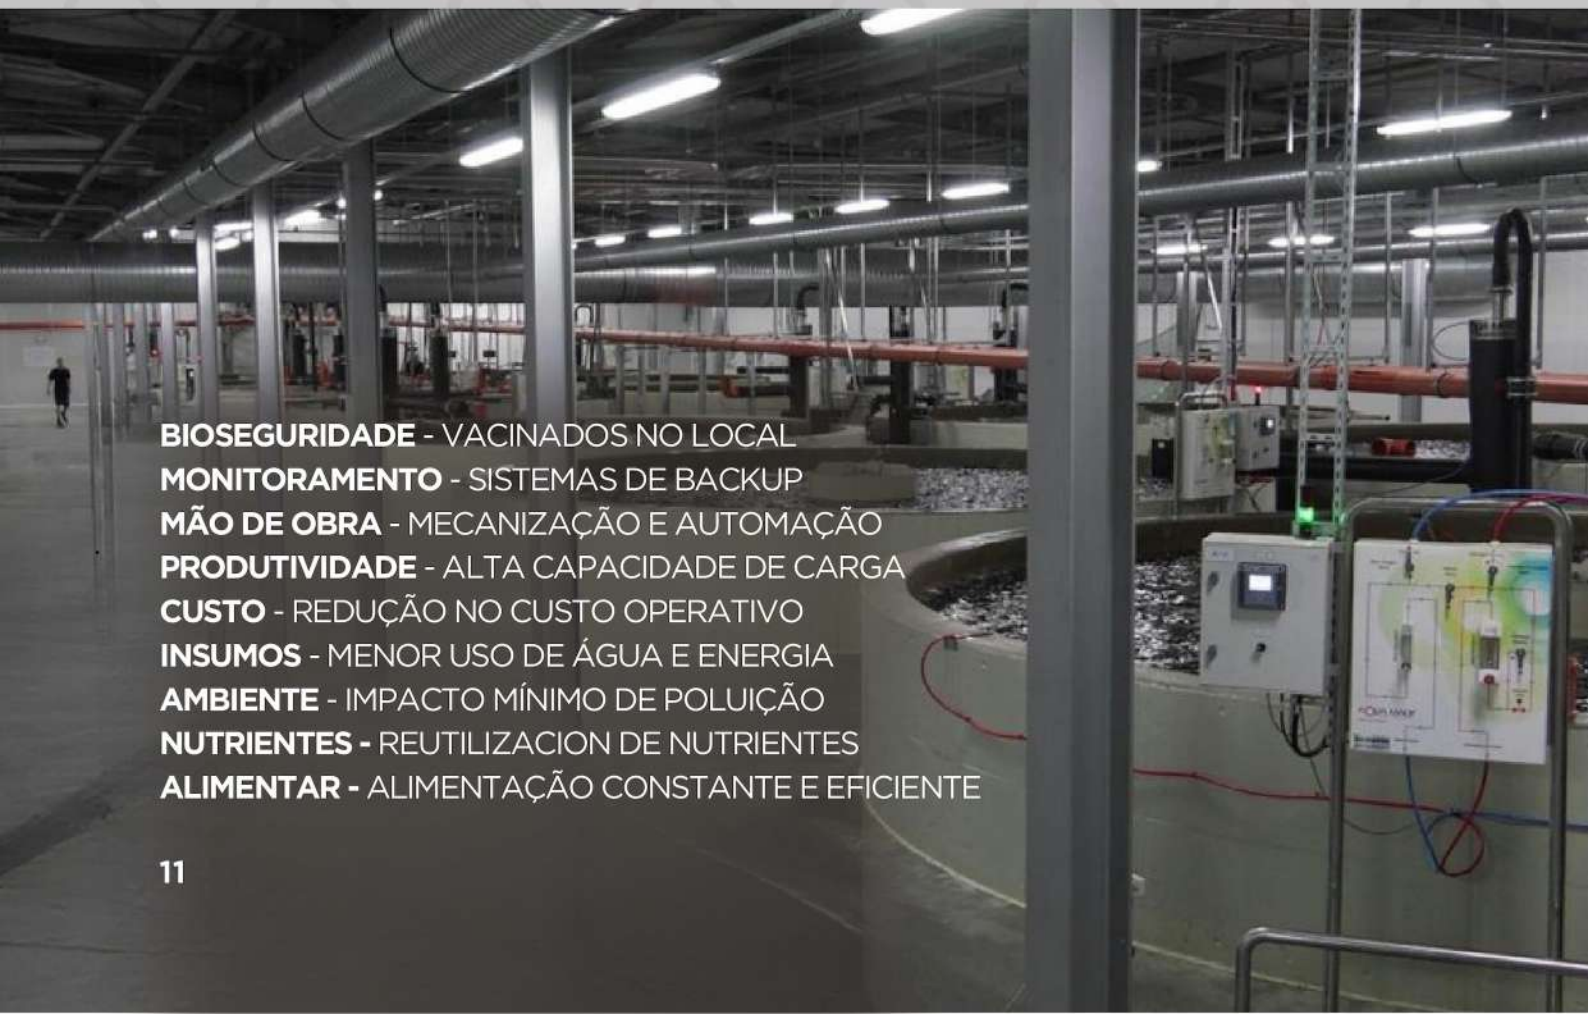 BIOSEGURIDADE - VACINADOS NO LOCAL
MONITORAMENTO - SISTEMAS DE BACKUP
MÃO DE OBRA - MECANIZAÇÃO E AUTOMAÇÃO
PRODUTIVIDADE - ALTA CAPACIDADE DE CARGA
CUSTO - REDUÇÃO NO CUSTO OPERATIVO
INSUMOS - MENOR USO DE ÁGUA E ENERGIA
AMBIENTE - IMPACTO MÍNIMO DE POLUIÇÃO
NUTRIENTES - REUTILIZACION DE NUTRIENTES
ALIMENTAR - ALIMENTAÇÃO CONSTANTE E EFICIENTE
11